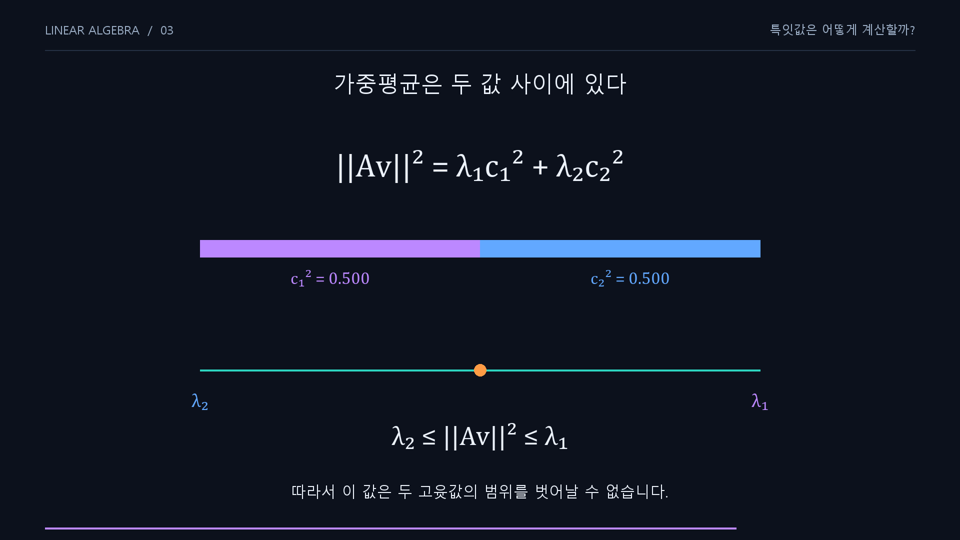 LINEAR ALGEBRA / 03
특잇값은 어떻게 계산할까?
가중평균은 두 값 사이에 있다
||Av||² = λ₁c₁² + λ₂c₂²
c₁² = 0.500
c₂² = 0.500
λ₂
λ₁
λ₂ ≤ ||Av||² ≤ λ₁
따라서 이 값은 두 고윳값의 범위를 벗어날 수 없습니다.